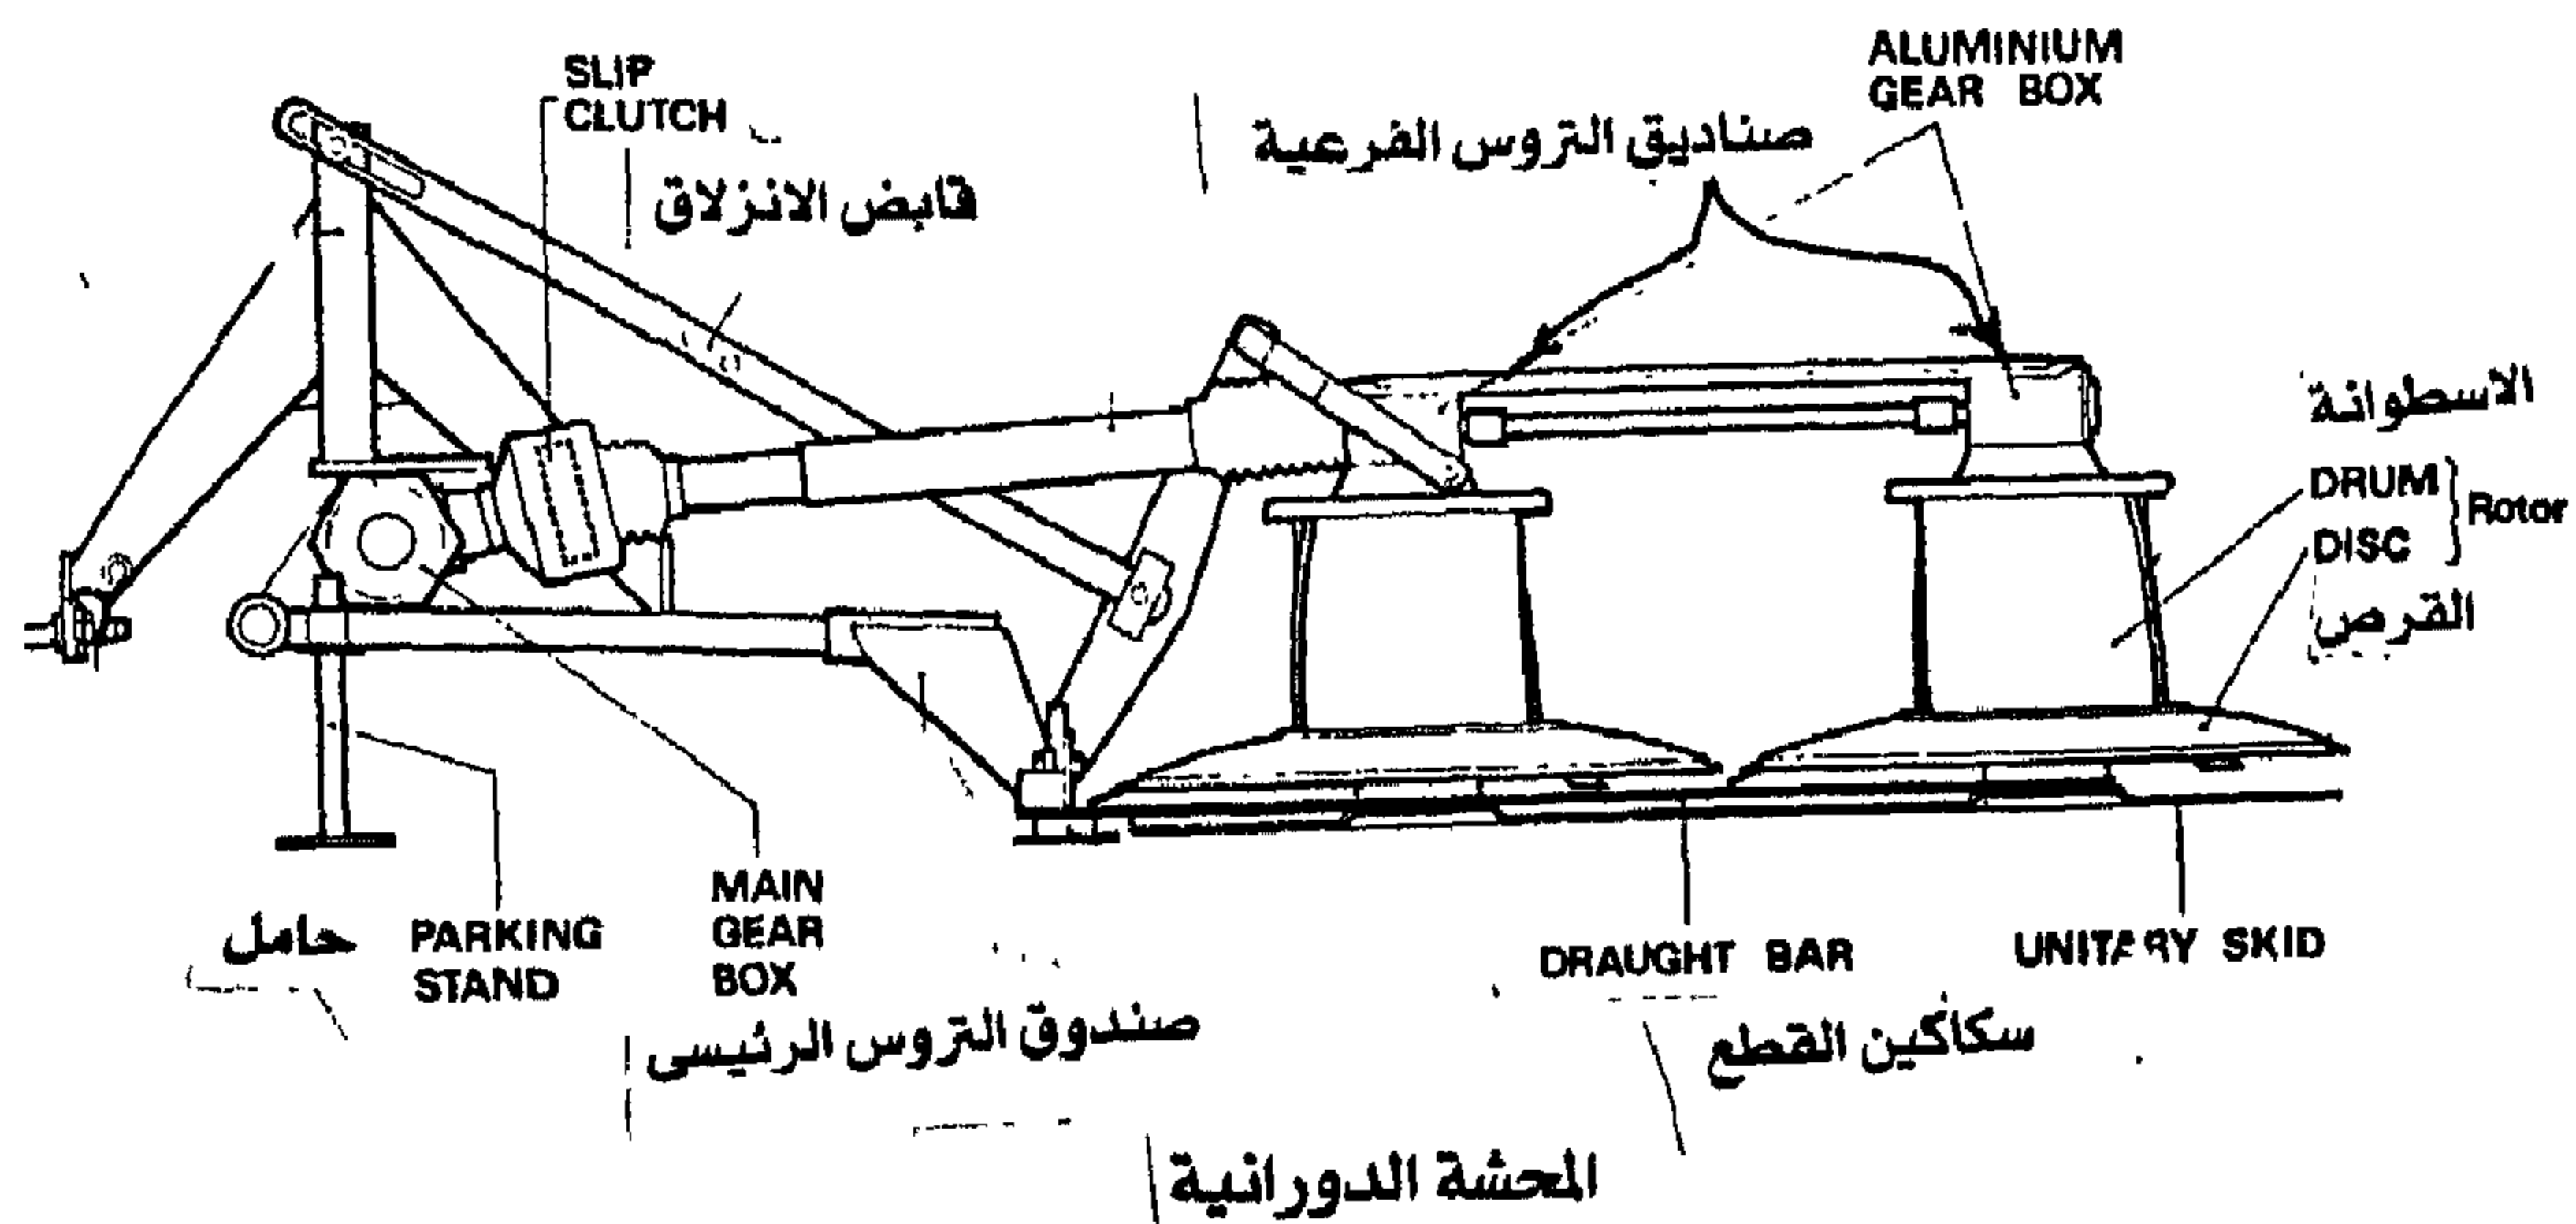 SLIP
CLUTCH
قابض الانزلاق
ALUMINIUM
GEAR BOX
صناديق التروس الفرعية
الاسطوانة
DRUM
DISC
Rotor
القرص
حامل
PARKING
STAND
MAIN
GEAR
BOX
صندوق التروس الرئيسى
DRAUGHT BAR
UNITARY SKID
سكاكين القطع
المحشة الدورانية